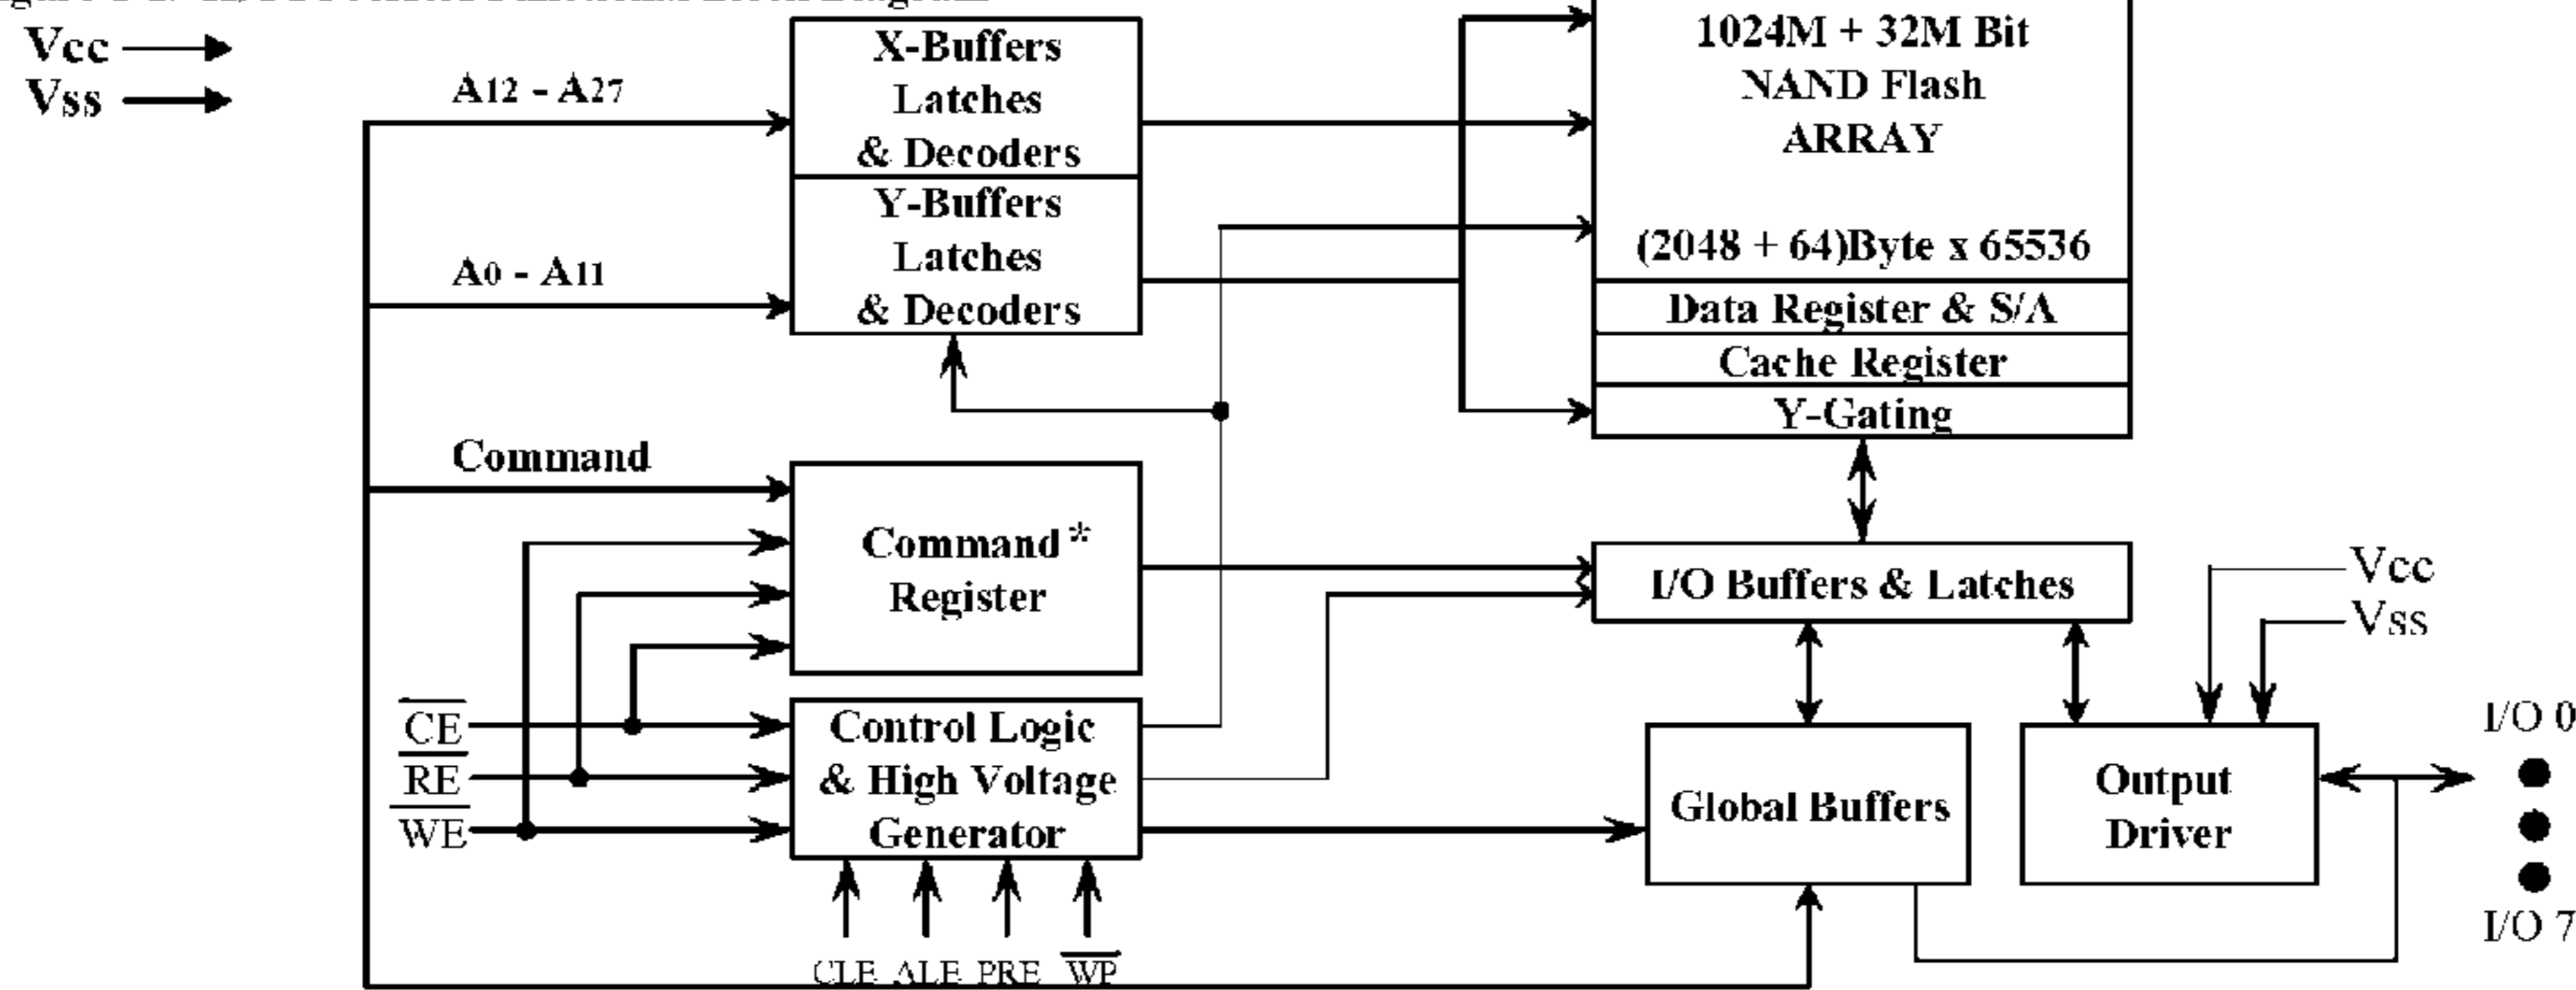 Vcc
Vss
A12 - A27
A0 - A11
Command
X-Buffers
Latches
& Decoders
Y-Buffers
Latches
& Decoders
1024M + 32M Bit
NAND Flash
ARRAY
(2048 + 64)Byte x 65536
Data Register & S/A
Cache Register
Y-Gating
Command *
Register
I/O Buffers & Latches
Vcc
Vss
CE
RE
WE
Control Logic
& High Voltage
Generator
Global Buffers
Output
Driver
I/O 0
I/O 7
CLE ALE PRE WP